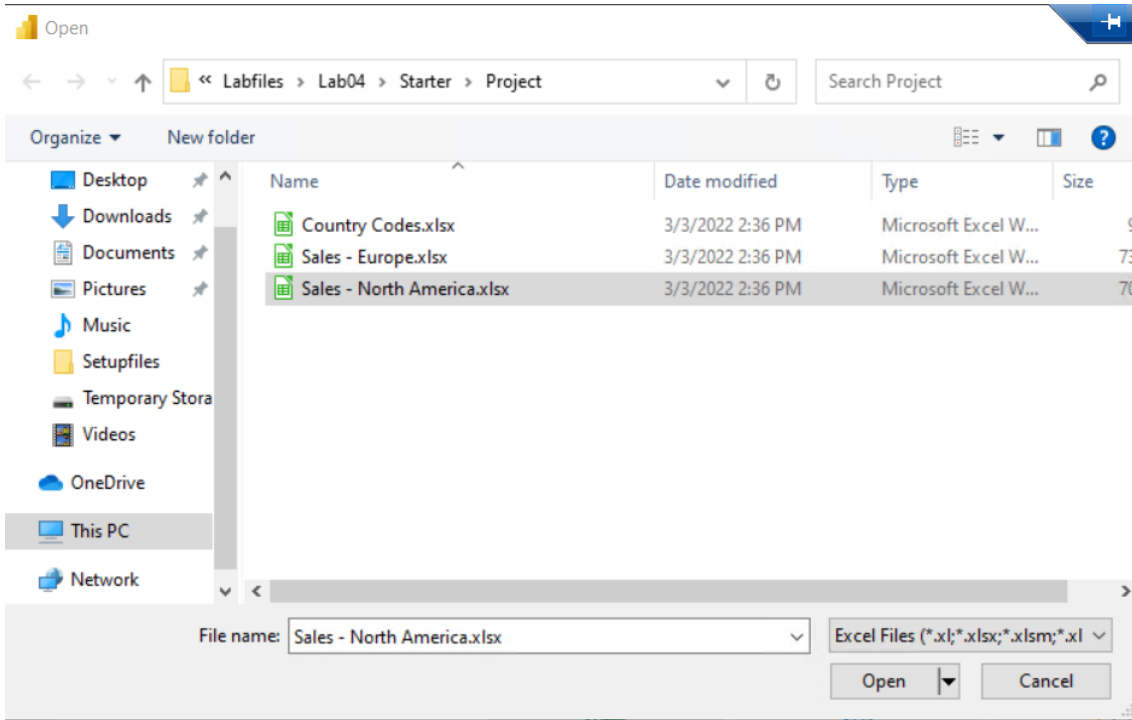 Open
« Labfiles > Lab04 > Starter > Project
Search Project
Organize
New folder
?
Desktop
Downloads
Documents
Pictures
Music
Setupfiles
Temporary Stora
Videos
OneDrive
This PC
Network
Name Date modified Type Size
Country Codes.xlsx 3/3/2022 2:36 PM Microsoft Excel W...
Sales - Europe.xlsx 3/3/2022 2:36 PM Microsoft Excel W... 73
Sales - North America.xlsx 3/3/2022 2:36 PM Microsoft Excel W... 70
File name: Sales - North America.xlsx
Excel Files (*.xl;*.xlsx;*.xlsm;*.xl
Open
Cancel